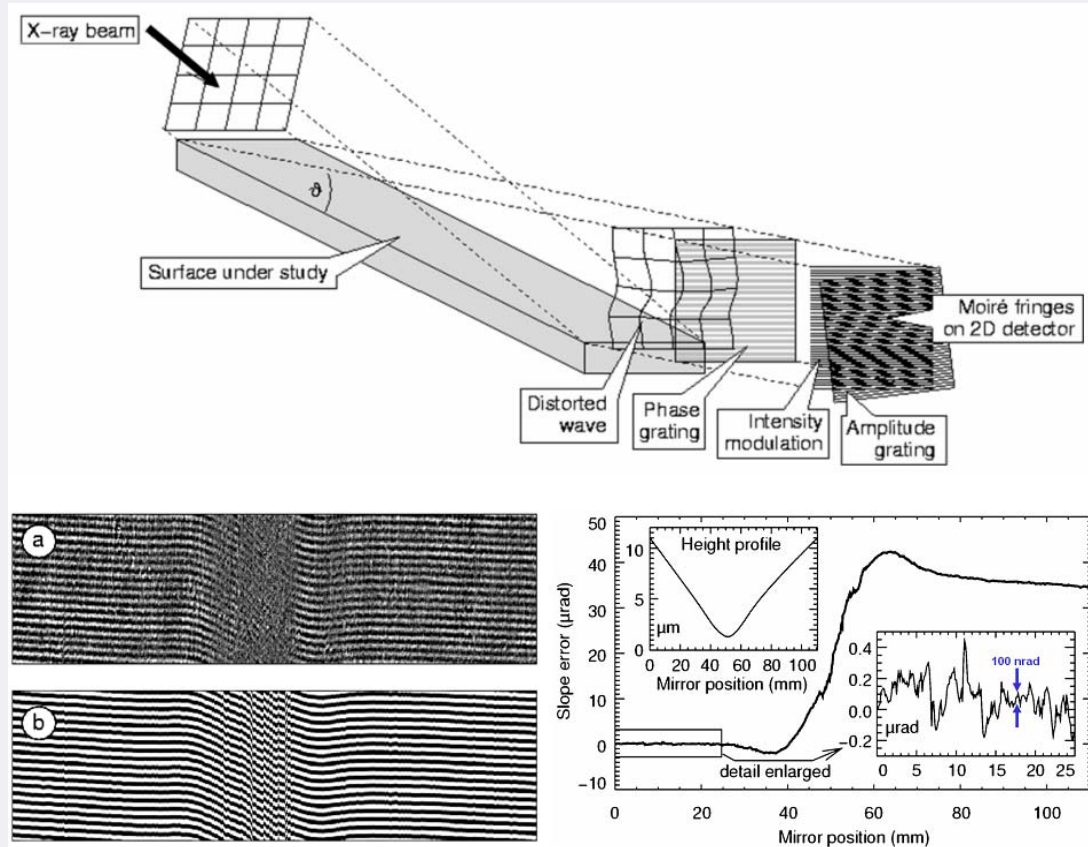 X-ray beam
ϑ
Surface under study
Distorted
wave
Phase
grating
Intensity
modulation
Amplitude
grating
Moiré fringes
on 2D detector
a
b
Slope error (µrad)
50
40
30
20
10
0
−10
0
20
40
60
80
100
Mirror position (mm)
Height profile
10
5
0
µm
0
20
40
60
80
100
Mirror position (mm)
detail enlarged
100 nrad
0.4
0.2
0.0
−0.2
µrad
0
5
10
15
20
25